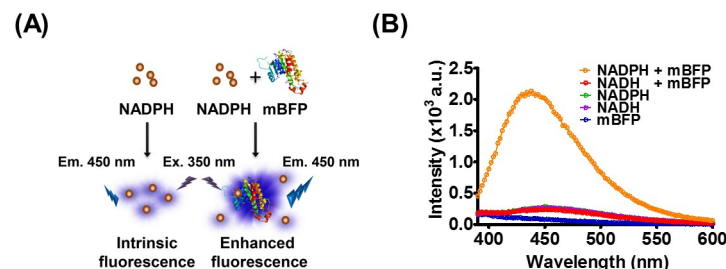 (A)
+
NADPH
NADPH mBFP
Em. 450 nm
Ex. 350 nm
Em. 450 nm
Intrinsic
fluorescence
Enhanced
fluorescence
(B)
Intensity (x10³ a.u.)
2.5
2.0
1.5
1.0
0.5
0.0
NADPH + mBFP
NADH + mBFP
NADPH
NADH
mBFP
400
450
500
550
600
Wavelength (nm)